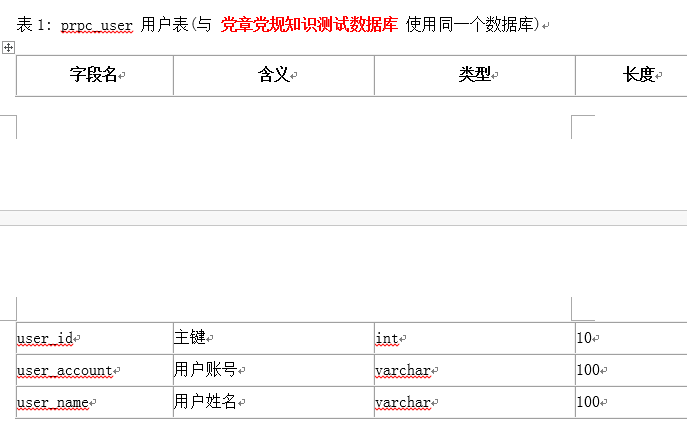 表1: prpc_user 用户表(与 党章党规知识测试数据库 使用同一个数据库)
字段名 含义 类型 长度
user_id 主键 int 10
user_account 用户账号 varchar 100
user_name 用户姓名 varchar 100